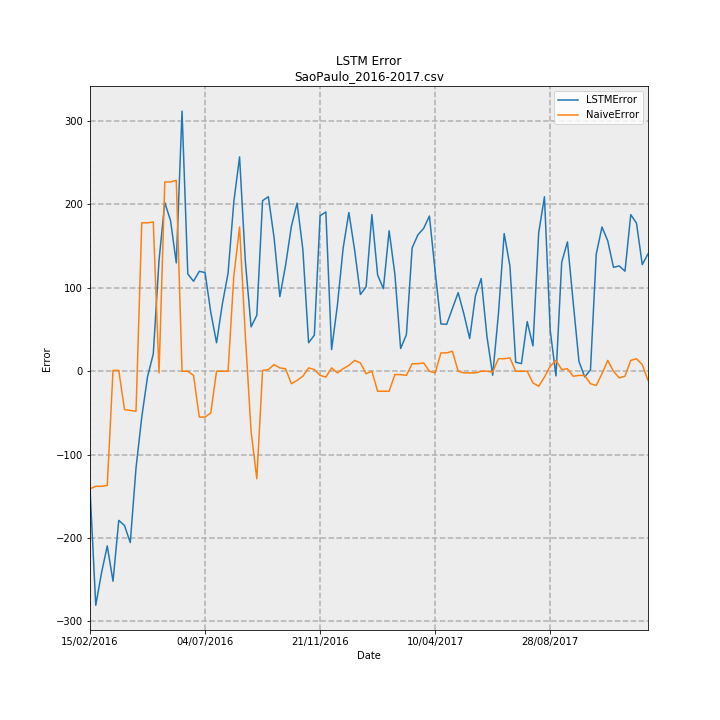 LSTM Error
SaoPaulo_2016-2017.csv
LSTMError
NaiveError
300
200
100
0
−100
−200
−300
Error
15/02/2016 04/07/2016 21/11/2016 10/04/2017 28/08/2017
Date